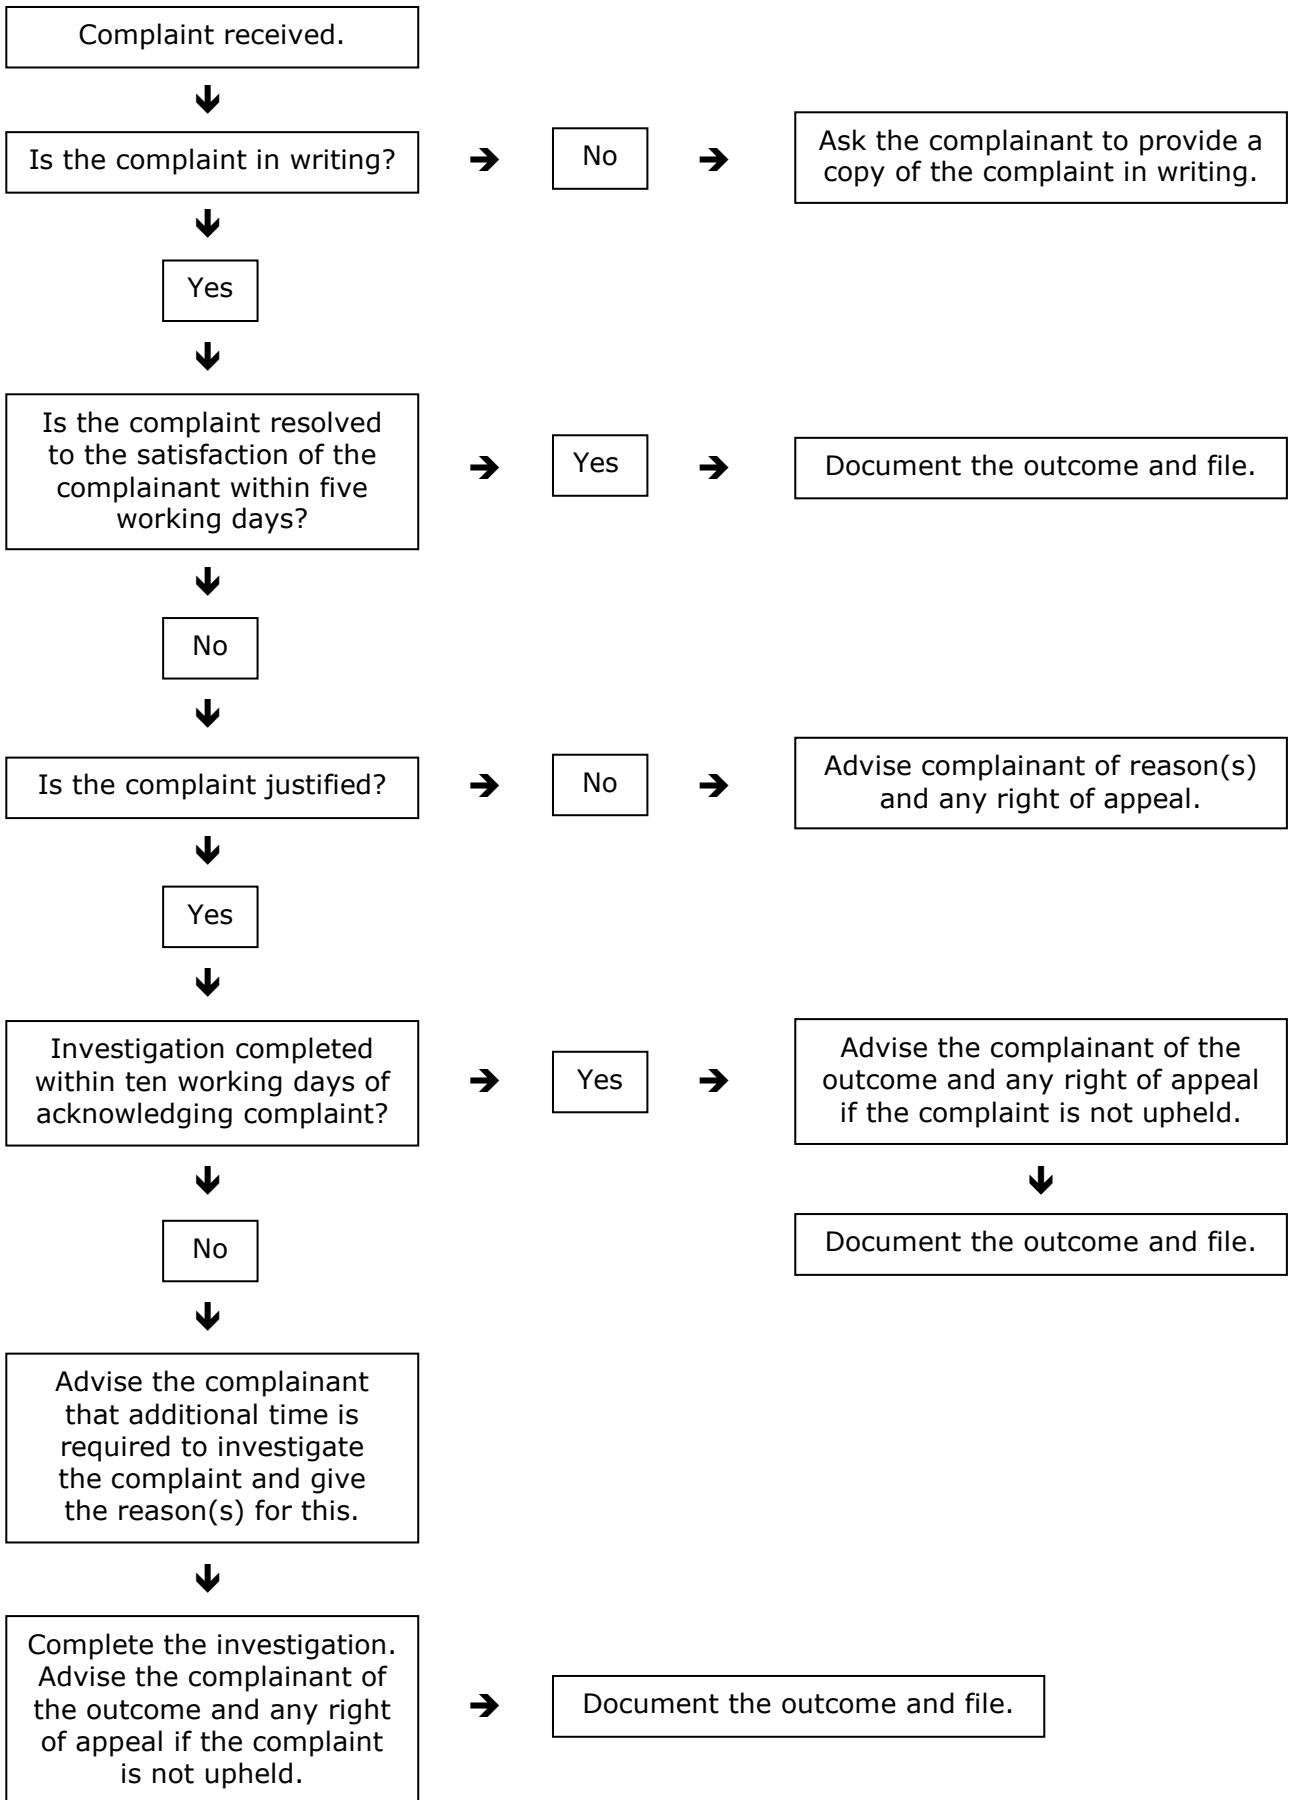 Complaint received.
Is the complaint in writing?
No
Ask the complainant to provide a
copy of the complaint in writing.
Yes
Is the complaint resolved
to the satisfaction of the
complainant within five
working days?
Yes
Document the outcome and file.
No
Is the complaint justified?
No
Advise complainant of reason(s)
and any right of appeal.
Yes
Investigation completed
within ten working days of
acknowledging complaint?
Yes
Advise the complainant of the
outcome and any right of appeal
if the complaint is not upheld.
Document the outcome and file.
No
Advise the complainant
that additional time is
required to investigate
the complaint and give
the reason(s) for this.
Complete the investigation.
Advise the complainant of
the outcome and any right
of appeal if the complaint
is not upheld.
Document the outcome and file.